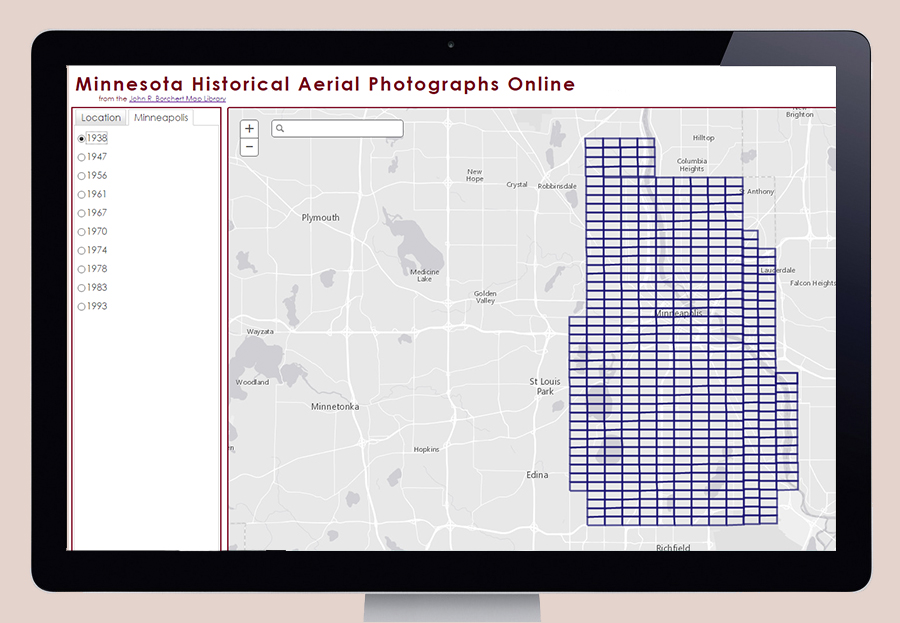 Minnesota Historical Aerial Photographs Online
from the John R. Borchert Map Library
Location
Minneapolis
1938
1947
1956
1961
1967
1970
1974
1978
1983
1993
+
−
New
Brighton
Hilltop
Columbia
Heights
New
Hope
Crystal
Robbinsdale
St Anthony
Plymouth
Medicine
Lake
Lauderdale
Falcon Heights
Golden
Valley
Minneapolis
Wayzata
Woodland
St Louis
Park
Minnetonka
Hopkins
Edina
Richfield